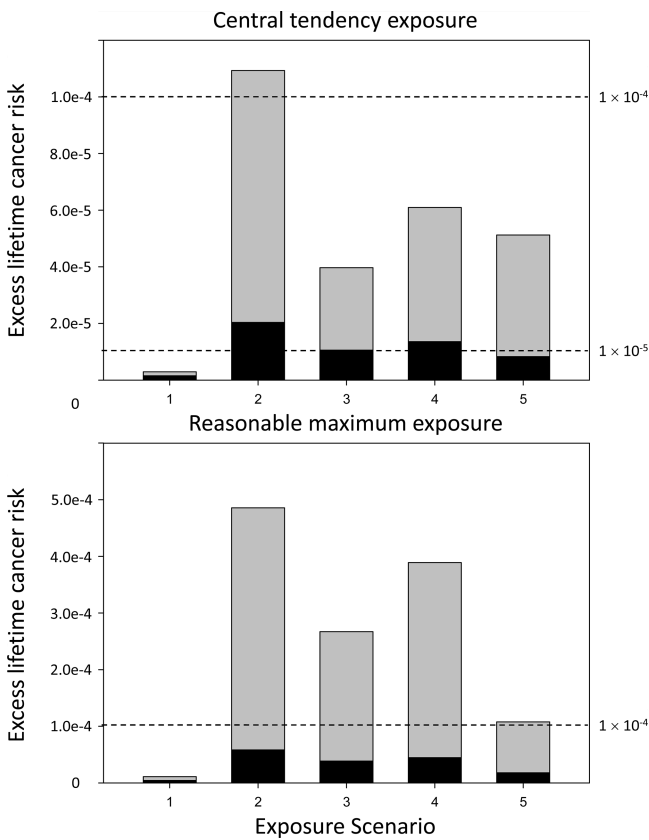 Central tendency exposure
Excess lifetime cancer risk
1.0e-4
8.0e-5
6.0e-5
4.0e-5
2.0e-5
0
1 × 10⁻⁴
1 × 10⁻⁵
1 2 3 4 5
Reasonable maximum exposure
Excess lifetime cancer risk
5.0e-4
4.0e-4
3.0e-4
2.0e-4
1.0e-4
0
1 × 10⁻⁴
1 2 3 4 5
Exposure Scenario